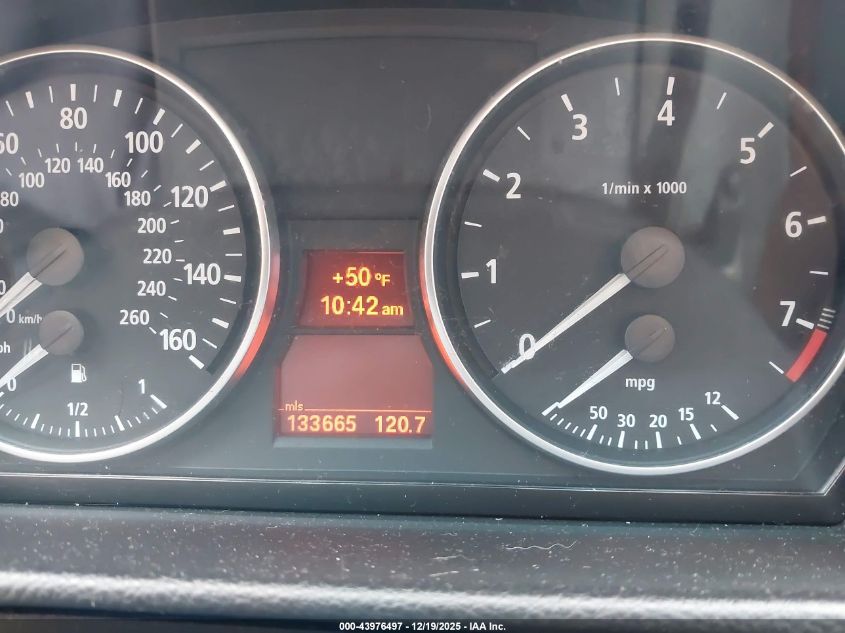 60 80 100 120 140 160
80 100 120 140 160 180 200 220 240 260
0 km/h
0 1/2 1
+50 °F
10:42 am
mls
133665 120.7
0 1 2 3 4 5 6 7
1/min x 1000
mpg
50 30 20 15 12
000-43976497 - 12/19/2025 - IAA Inc.